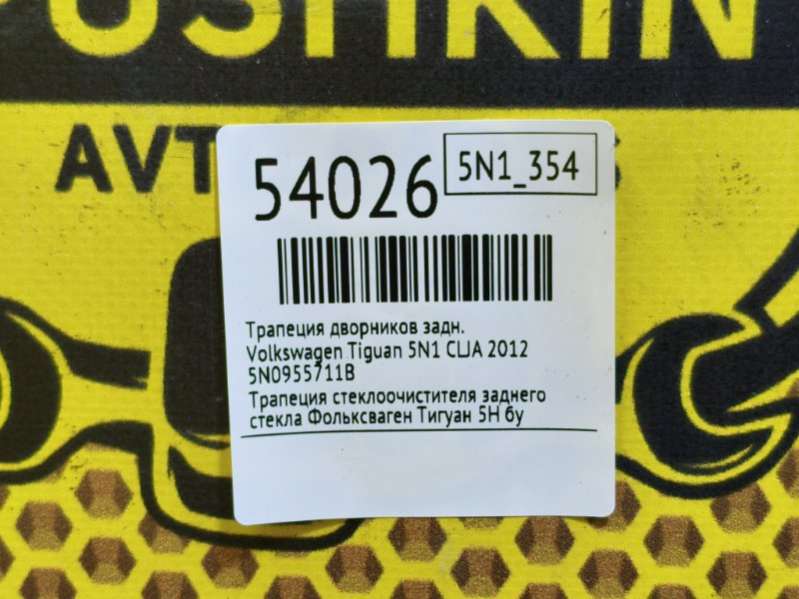 PUSHKIN
АVТ
54026
5N1_354
Трапеция дворников задн.
Volkswagen Tiguan 5N1 CLJA 2012
5N0955711B
Трапеция стеклоочистителя заднего
стекла Фольксваген Тигуан 5Н бу